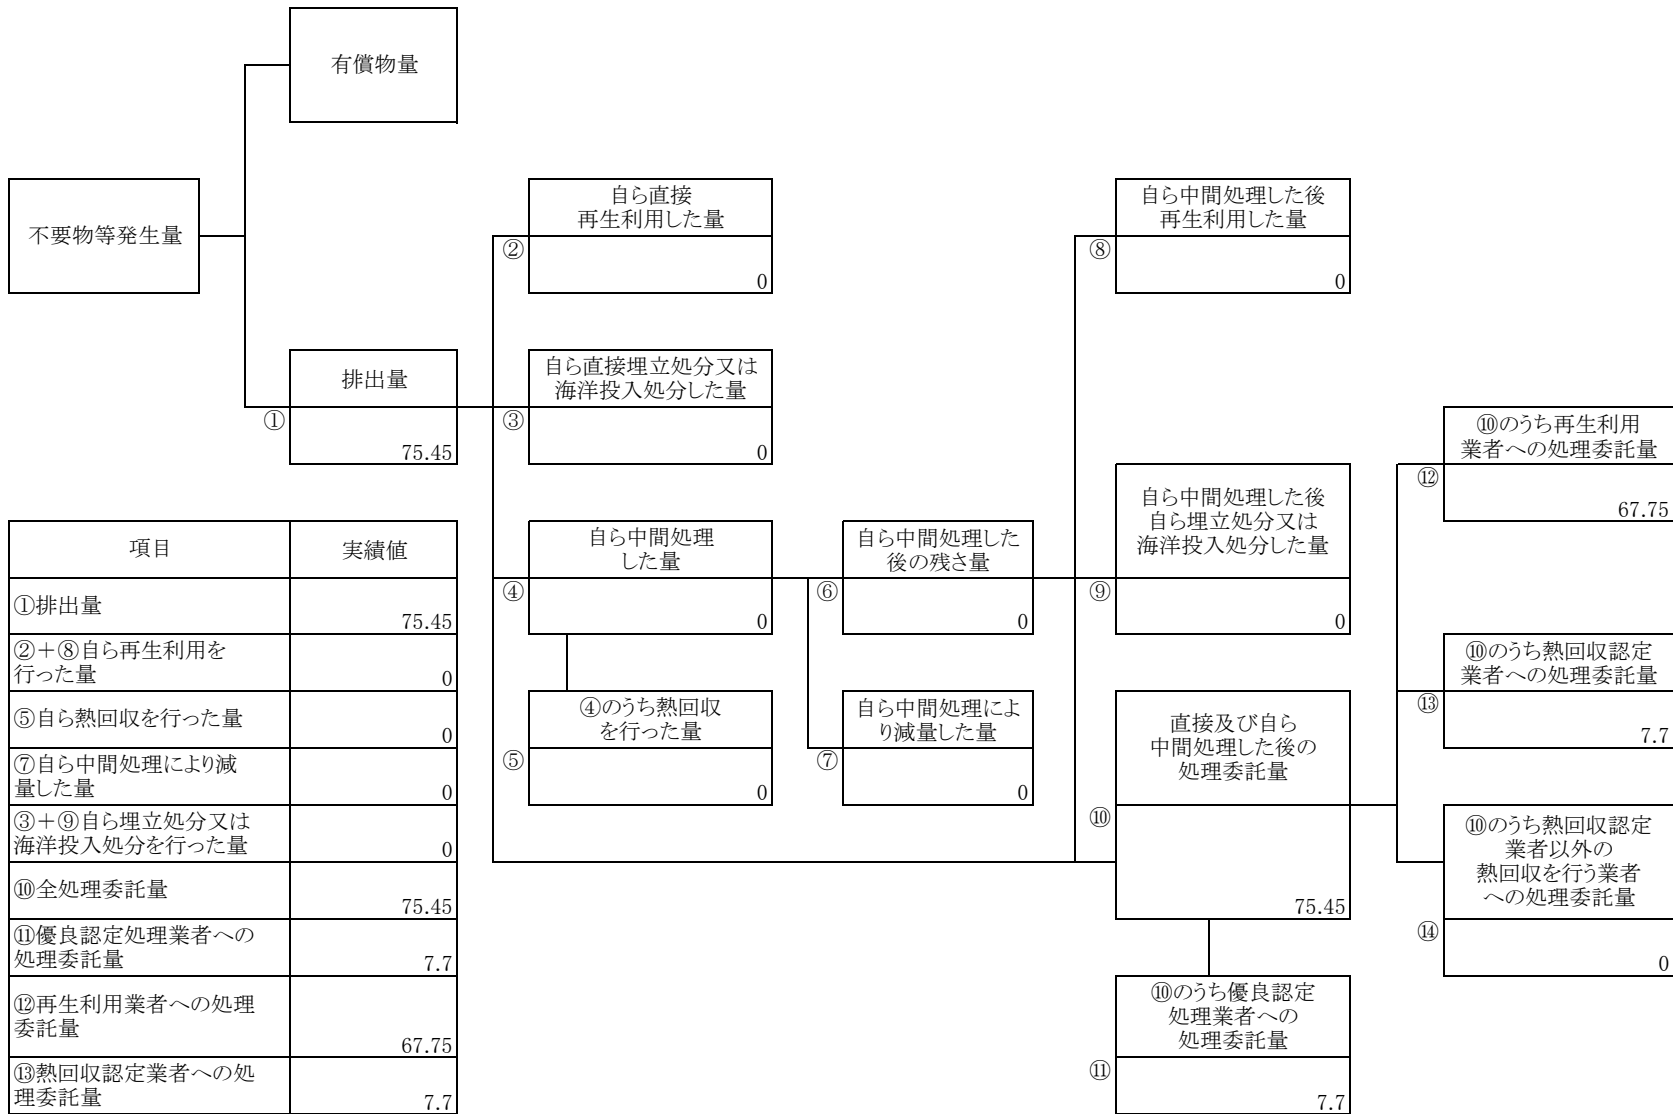 有償物量
不要物等発生量
自ら直接
再生利用した量
②
0
自ら中間処理した後
再生利用した量
⑧
0
排出量
①
75.45
自ら直接埋立処分又は
海洋投入処分した量
③
0
⑩のうち再生利用
業者への処理委託量
⑫
67.75
自ら中間処理
した量
④
0
自ら中間処理した
後の残さ量
⑥
0
自ら中間処理した後
自ら埋立処分又は
海洋投入処分した量
⑨
0
⑩のうち熱回収認定
業者への処理委託量
⑬
7.7
④のうち熱回収
を行った量
⑤
0
自ら中間処理によ
り減量した量
⑦
0
直接及び自ら
中間処理した後の
処理委託量
⑩
75.45
⑩のうち熱回収認定
業者以外の
熱回収を行う業者
への処理委託量
⑭
0
⑩のうち優良認定
処理業者への
処理委託量
⑪
7.7
項目 実績値
①排出量
75.45
②＋⑧自ら再生利用を
行った量
0
⑤自ら熱回収を行った量
0
⑦自ら中間処理により減
量した量
0
③＋⑨自ら埋立処分又は
海洋投入処分を行った量
0
⑩全処理委託量
75.45
⑪優良認定処理業者への
処理委託量
7.7
⑫再生利用業者への処理
委託量
67.75
⑬熱回収認定業者への処
理委託量
7.7